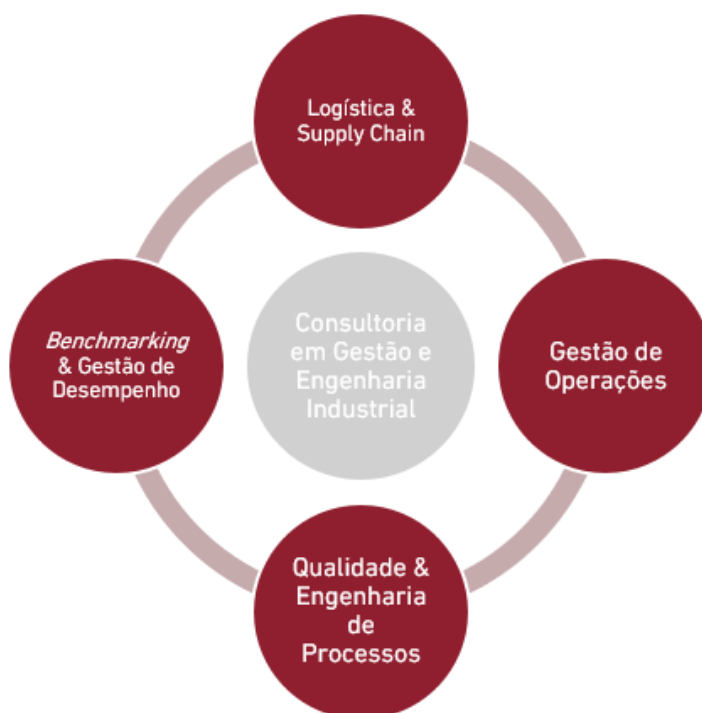 Logística &
Supply Chain
Benchmarking
& Gestão de
Desempenho
Consultoria
em Gestão e
Engenharia
Industrial
Gestão de
Operações
Qualidade &
Engenharia
de
Processos